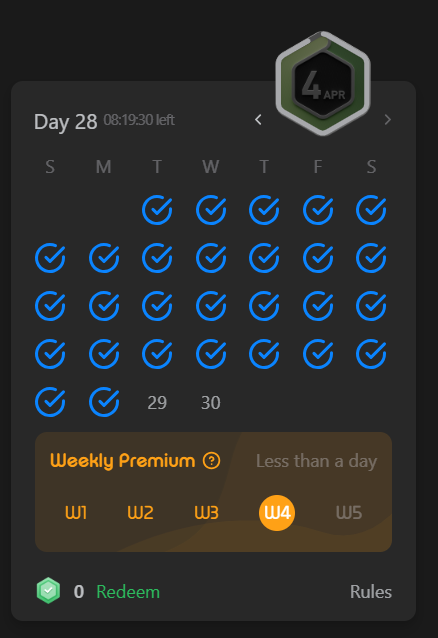 4 APR
Day 28 08:19:30 left
S M T W T F S
29 30
Weekly Premium Less than a day
W1 W2 W3 W4 W5
0 Redeem Rules